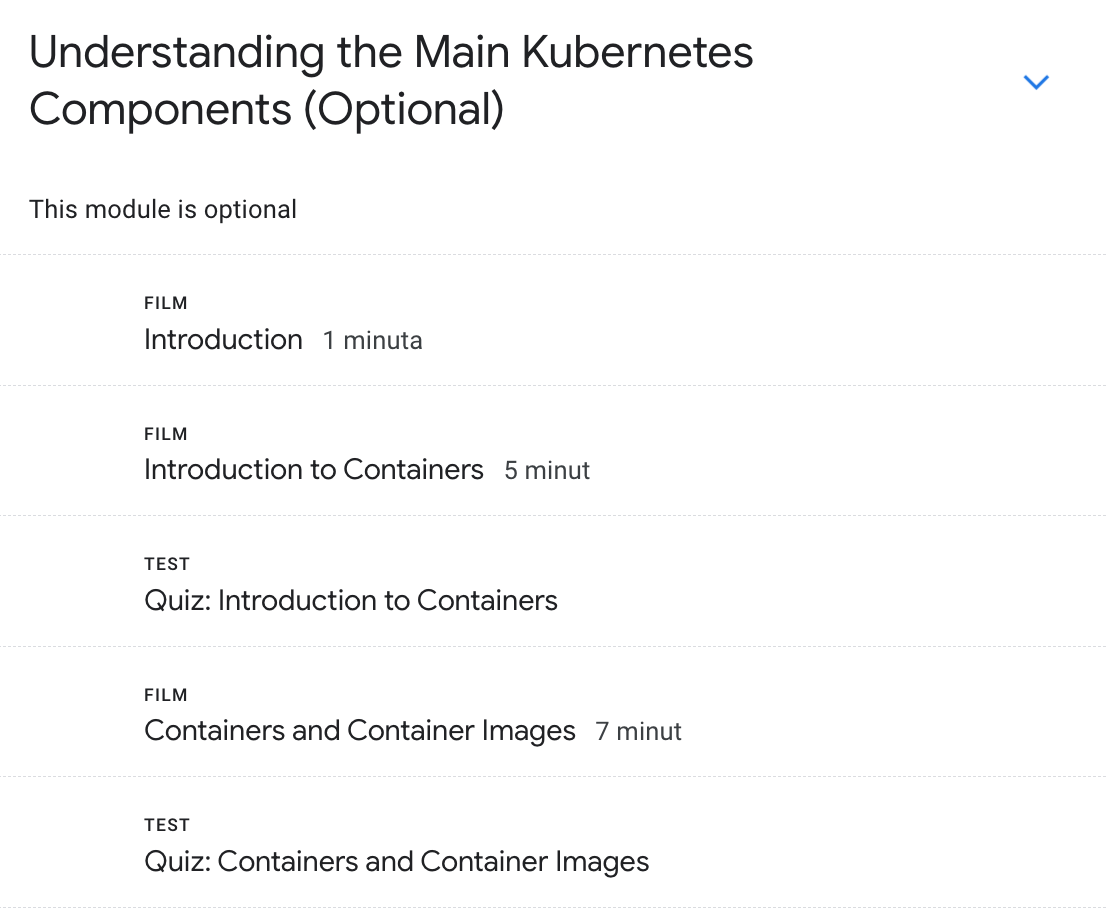 Understanding the Main Kubernetes
Components (Optional)
This module is optional
FILM
Introduction 1 minuta
FILM
Introduction to Containers 5 minut
TEST
Quiz: Introduction to Containers
FILM
Containers and Container Images 7 minut
TEST
Quiz: Containers and Container Images